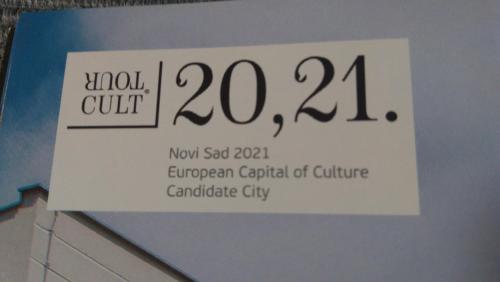 TOUR
CULT®
20,21.
Novi Sad 2021
European Capital of Culture
Candidate City